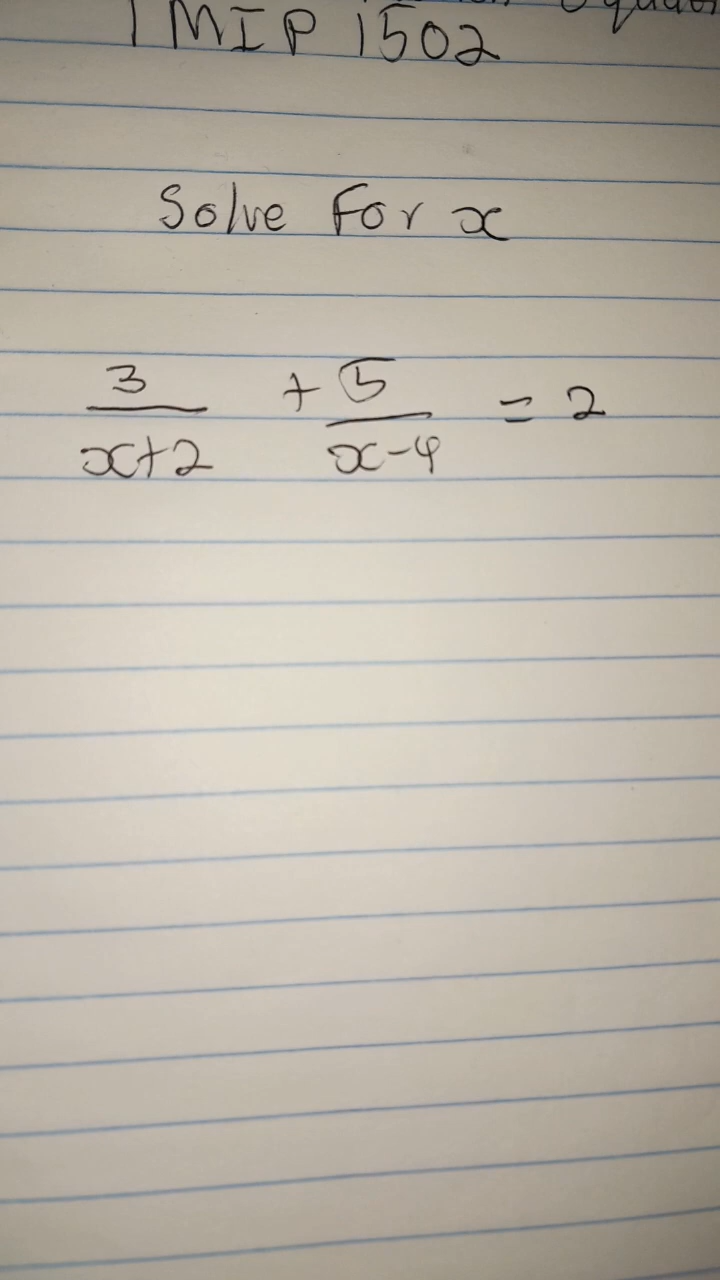 TMIP 1502
Solve For x
3/(x+2) + 5/(x-4) = 2